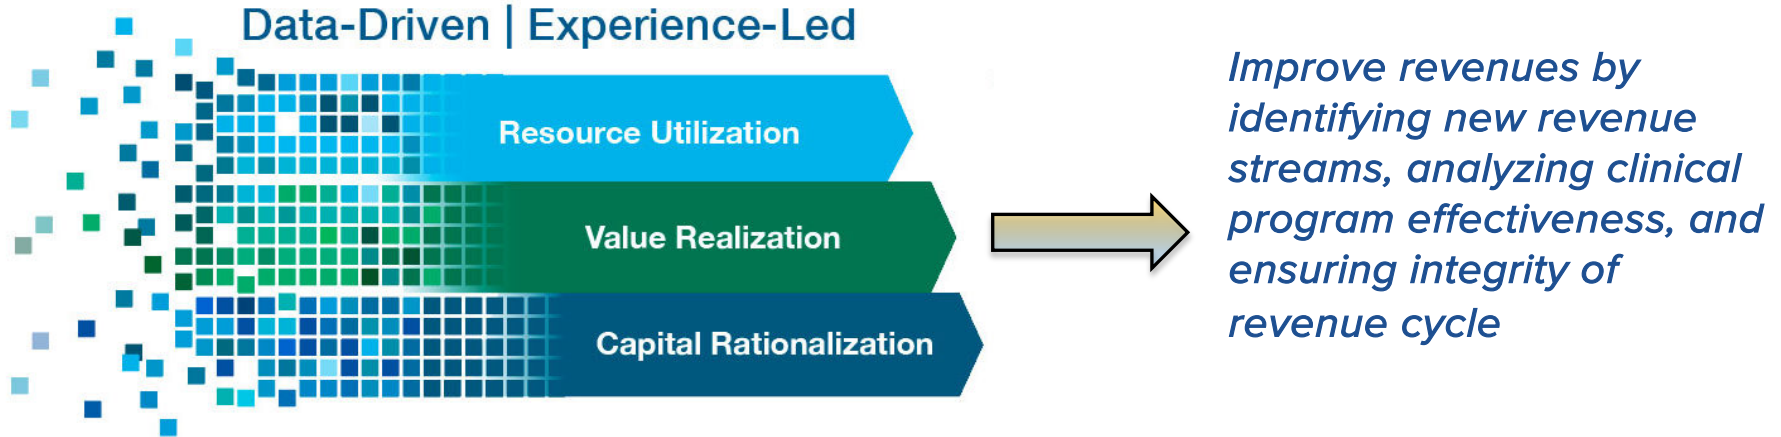 Data-Driven | Experience-Led
Resource Utilization
Value Realization
Capital Rationalization
Improve revenues by
identifying new revenue
streams, analyzing clinical
program effectiveness, and
ensuring integrity of
revenue cycle